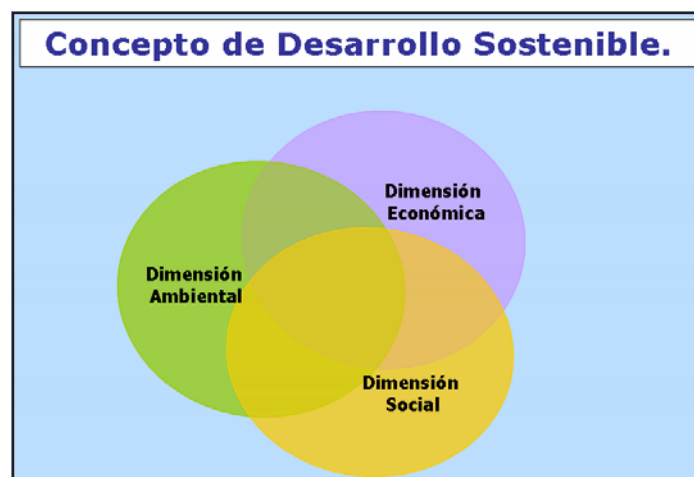 Concepto de Desarrollo Sostenible.
Dimensión
Económica
Dimensión
Ambiental
Dimensión
Social